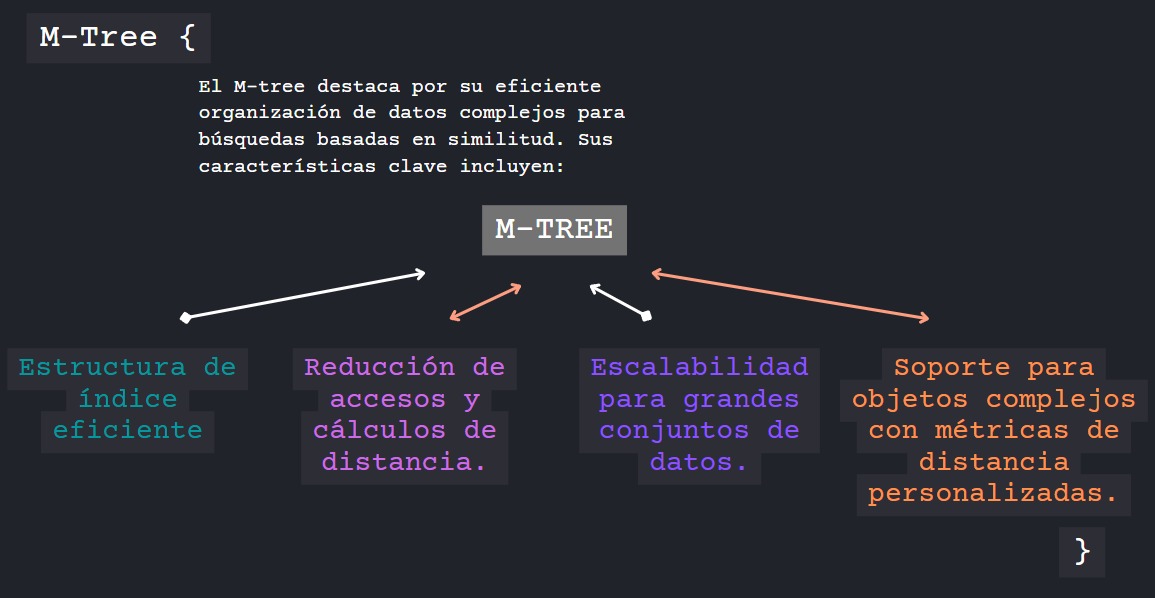 M-Tree {
El M-tree destaca por su eficiente
organización de datos complejos para
búsquedas basadas en similitud. Sus
características clave incluyen:
M-TREE
Estructura de
índice
eficiente
Reducción de
accesos y
cálculos de
distancia.
Escalabilidad
para grandes
conjuntos de
datos.
Soporte para
objetos complejos
con métricas de
distancia
personalizadas.
}